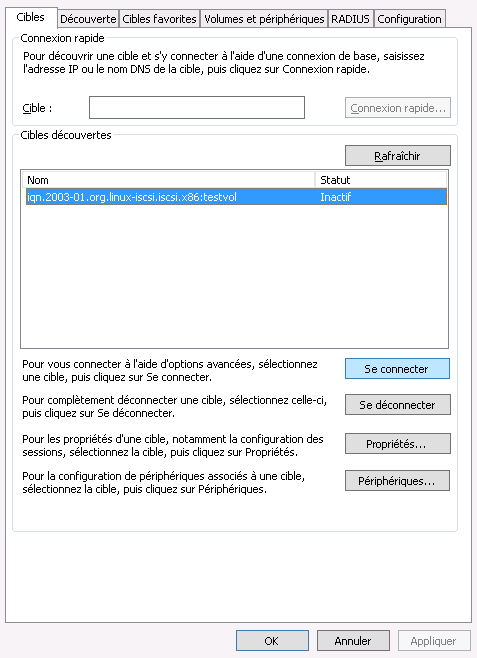 Cibles Découverte Cibles favorites Volumes et périphériques RADIUS Configuration
Connexion rapide
Pour découvrir une cible et s'y connecter à l'aide d'une connexion de base, saisissez
l'adresse IP ou le nom DNS de la cible, puis cliquez sur Connexion rapide.
Cible :
Connexion rapide...
Cibles découvertes
Rafraîchir
Nom Statut
iqn.2003-01.org.linux-iscsi.iscsi.x86:testvol Inactif
Pour vous connecter à l'aide d'options avancées, sélectionnez
une cible, puis cliquez sur Se connecter.
Se connecter
Pour complètement déconnecter une cible, sélectionnez celle-ci,
puis cliquez sur Se déconnecter.
Se déconnecter
Pour les propriétés d'une cible, notamment la configuration des
sessions, sélectionnez la cible, puis cliquez sur Propriétés.
Propriétés...
Pour la configuration de périphériques associés à une cible,
sélectionnez la cible, puis cliquez sur Périphériques.
Périphériques...
OK Annuler Appliquer